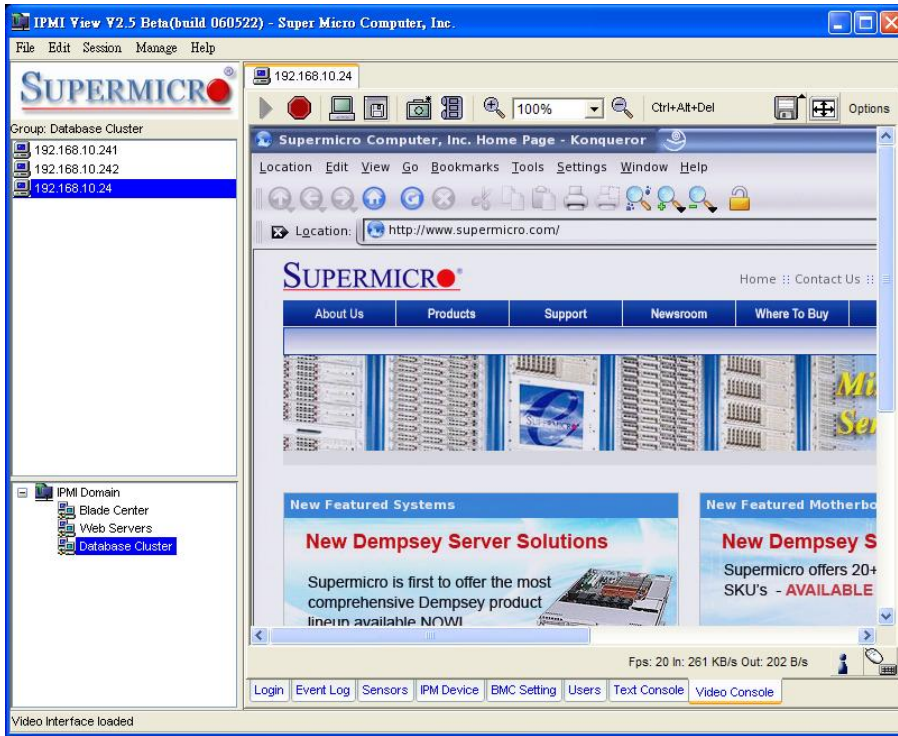 IPMI View V2.5 Beta(build 060522) - Super Micro Computer, Inc.
File Edit Session Manage Help
SUPERMICR®
Group: Database Cluster
192.168.10.241
192.168.10.242
192.168.10.24
IPMI Domain
Blade Center
Web Servers
Database Cluster
192.168.10.24
100% Ctrl+Alt+Del Options
Supermicro Computer, Inc. Home Page - Konqueror
Location Edit View Go Bookmarks Tools Settings Window Help
Location: http://www.supermicro.com/
SUPERMICR®
Home :: Contact Us ::
About Us Products Support Newsroom Where To Buy
New Featured Systems
New Dempsey Server Solutions
Supermicro is first to offer the most
comprehensive Dempsey product
lineup available NOW!
New Featured Motherbo
New Dempsey S
Supermicro offers 20+
SKU's - AVAILABLE
Fps: 20 In: 261 KB/s Out: 202 B/s
Login Event Log Sensors IPM Device BMC Setting Users Text Console Video Console
Video Interface loaded